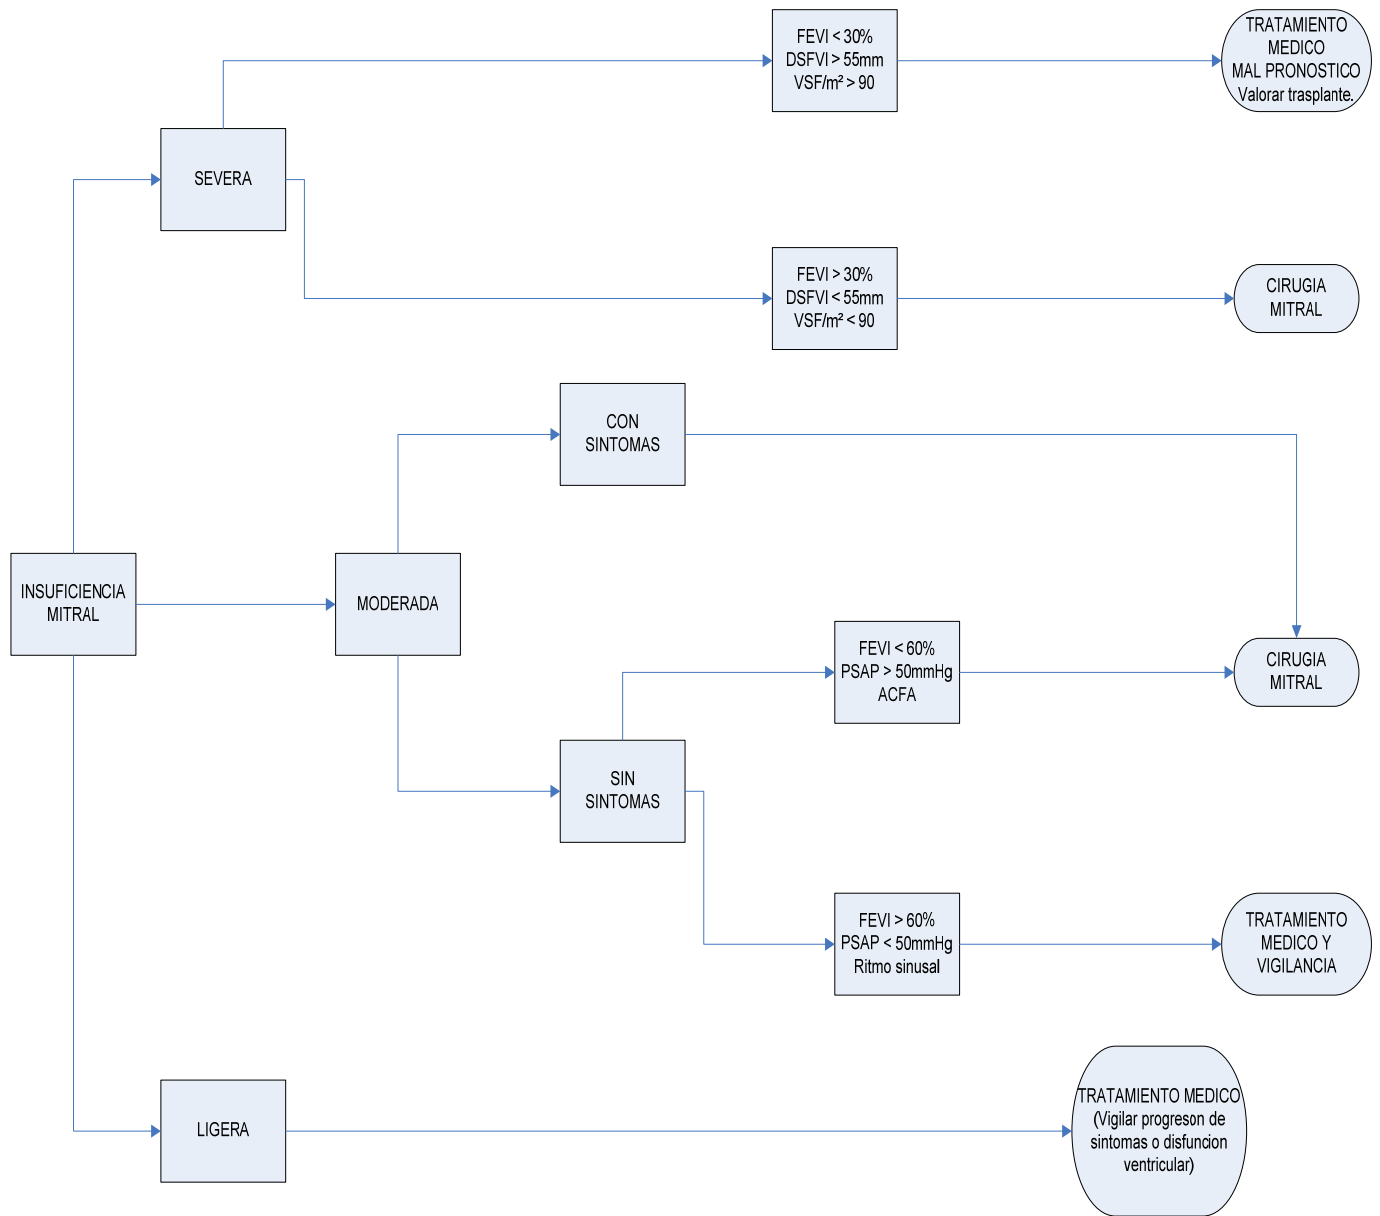 FEVI < 30%
DSFVI > 55mm
VSF/m² > 90
TRATAMIENTO
MEDICO
MAL PRONOSTICO
Valorar trasplante.
SEVERA
FEVI > 30%
DSFVI < 55mm
VSF/m² < 90
CIRUGIA
MITRAL
CON
SINTOMAS
INSUFICIENCIA
MITRAL
MODERADA
FEVI < 60%
PSAP > 50mmHg
ACFA
CIRUGIA
MITRAL
SIN
SINTOMAS
FEVI > 60%
PSAP < 50mmHg
Ritmo sinusal
TRATAMIENTO
MEDICO Y
VIGILANCIA
LIGERA
TRATAMIENTO MEDICO
(Vigilar progreson de
sintomas o disfuncion
ventricular)